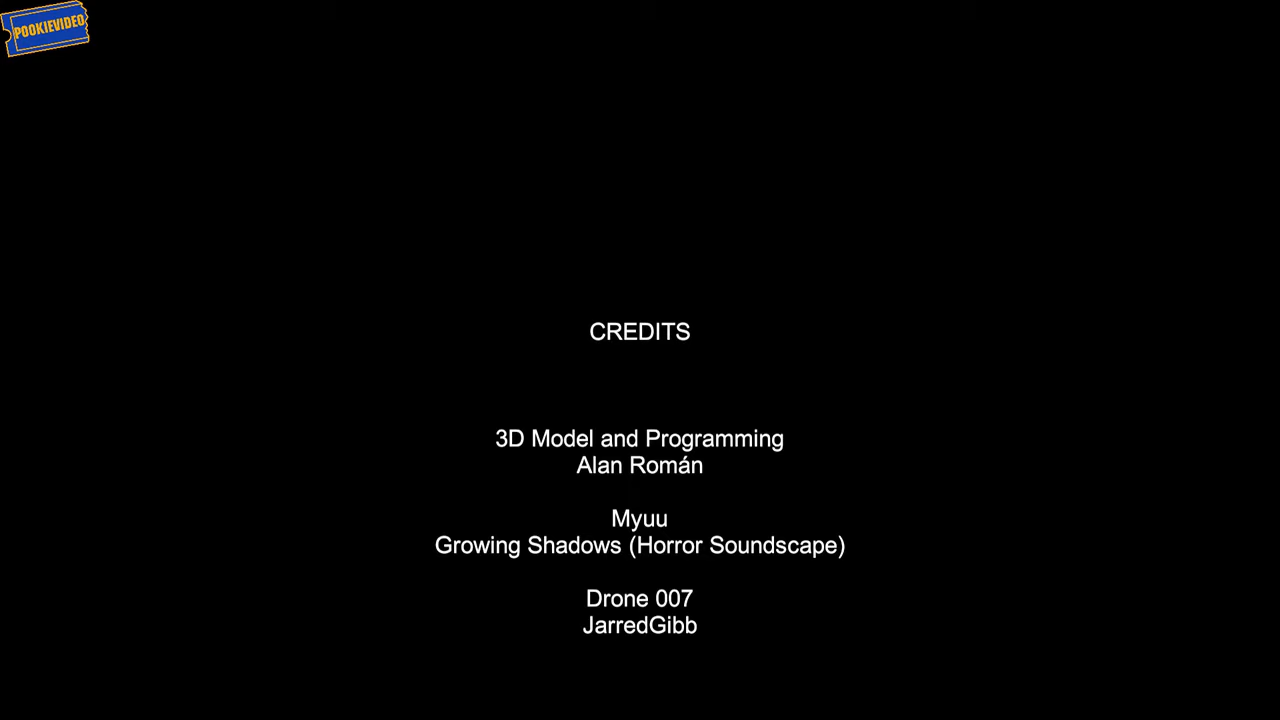 POOKIEVIDEO
CREDITS
3D Model and Programming
Alan Román
Myuu
Growing Shadows (Horror Soundscape)
Drone 007
JarredGibb